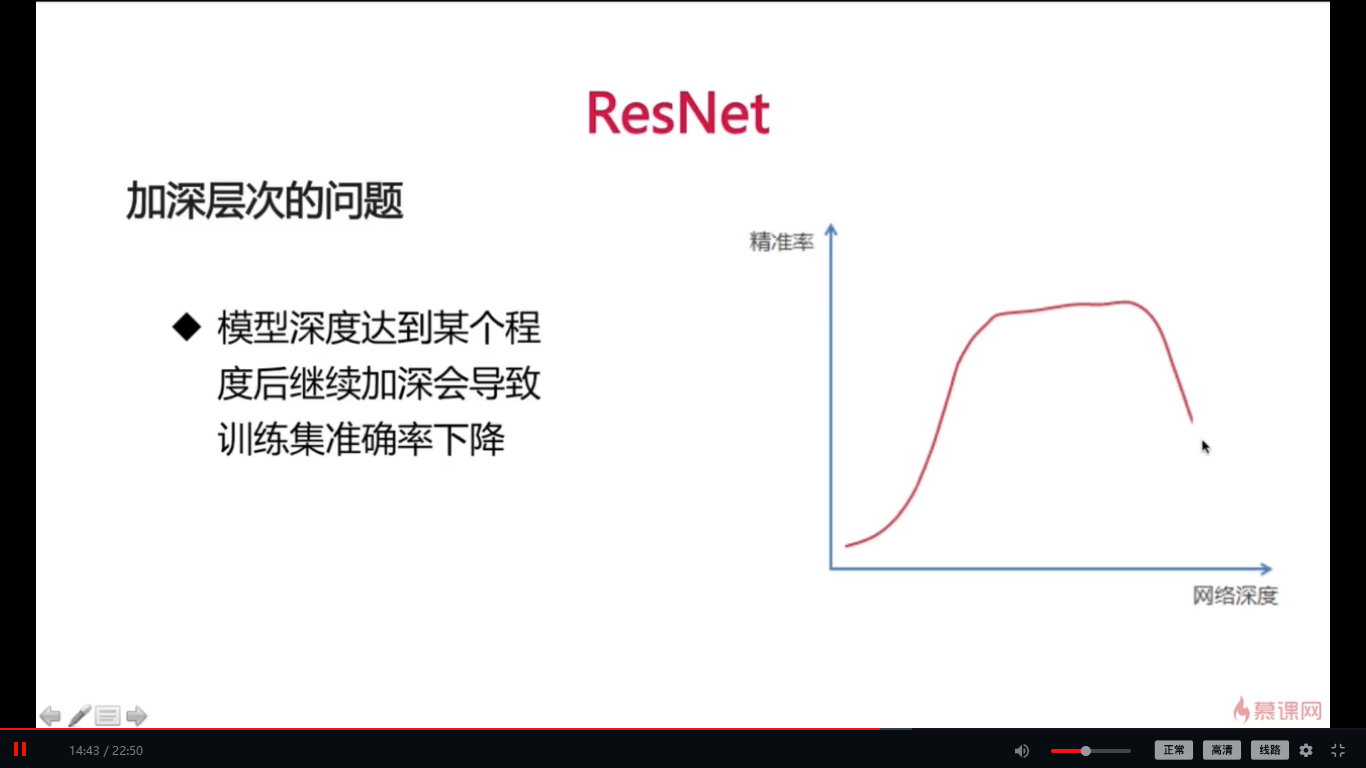 ResNet
加深层次的问题
精准率
◆ 模型深度达到某个程
度后继续加深会导致
训练集准确率下降
网络深度
慕课网
14:43 / 22:50
正常
高清
线路